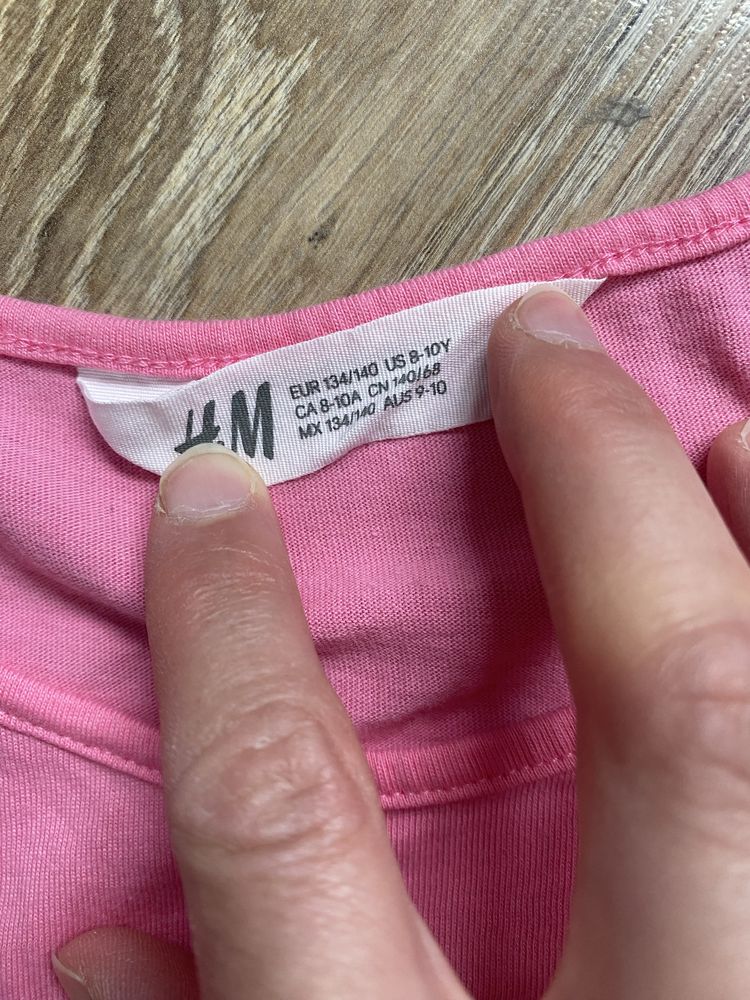 H&M
EUR 134/140 US 8-10Y
CA 8-10A CN 140/68
MX 134/140 AUS 9-10